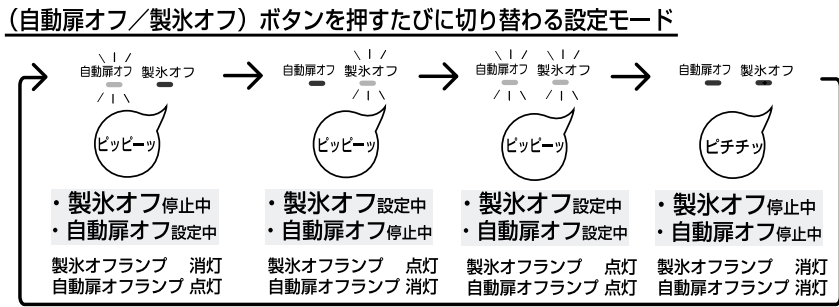 （自動扉オフ／製氷オフ）ボタンを押すたびに切り替わる設定モード
自動扉オフ 製氷オフ
ピッピーッ
・製氷オフ停止中
・自動扉オフ設定中
製氷オフランプ 消灯
自動扉オフランプ 点灯
自動扉オフ 製氷オフ
ピッピーッ
・製氷オフ設定中
・自動扉オフ停止中
製氷オフランプ 点灯
自動扉オフランプ 消灯
自動扉オフ 製氷オフ
ピッピーッ
・製氷オフ設定中
・自動扉オフ設定中
製氷オフランプ 点灯
自動扉オフランプ 点灯
自動扉オフ 製氷オフ
ピチチッ
・製氷オフ停止中
・自動扉オフ停止中
製氷オフランプ 消灯
自動扉オフランプ 消灯